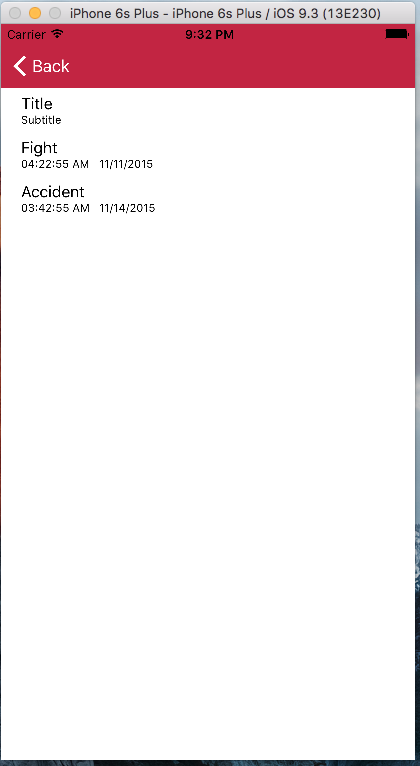 iPhone 6s Plus - iPhone 6s Plus / iOS 9.3 (13E230)
Carrier 9:32 PM
Back
Title
Subtitle
Fight
04:22:55 AM 11/11/2015
Accident
03:42:55 AM 11/14/2015